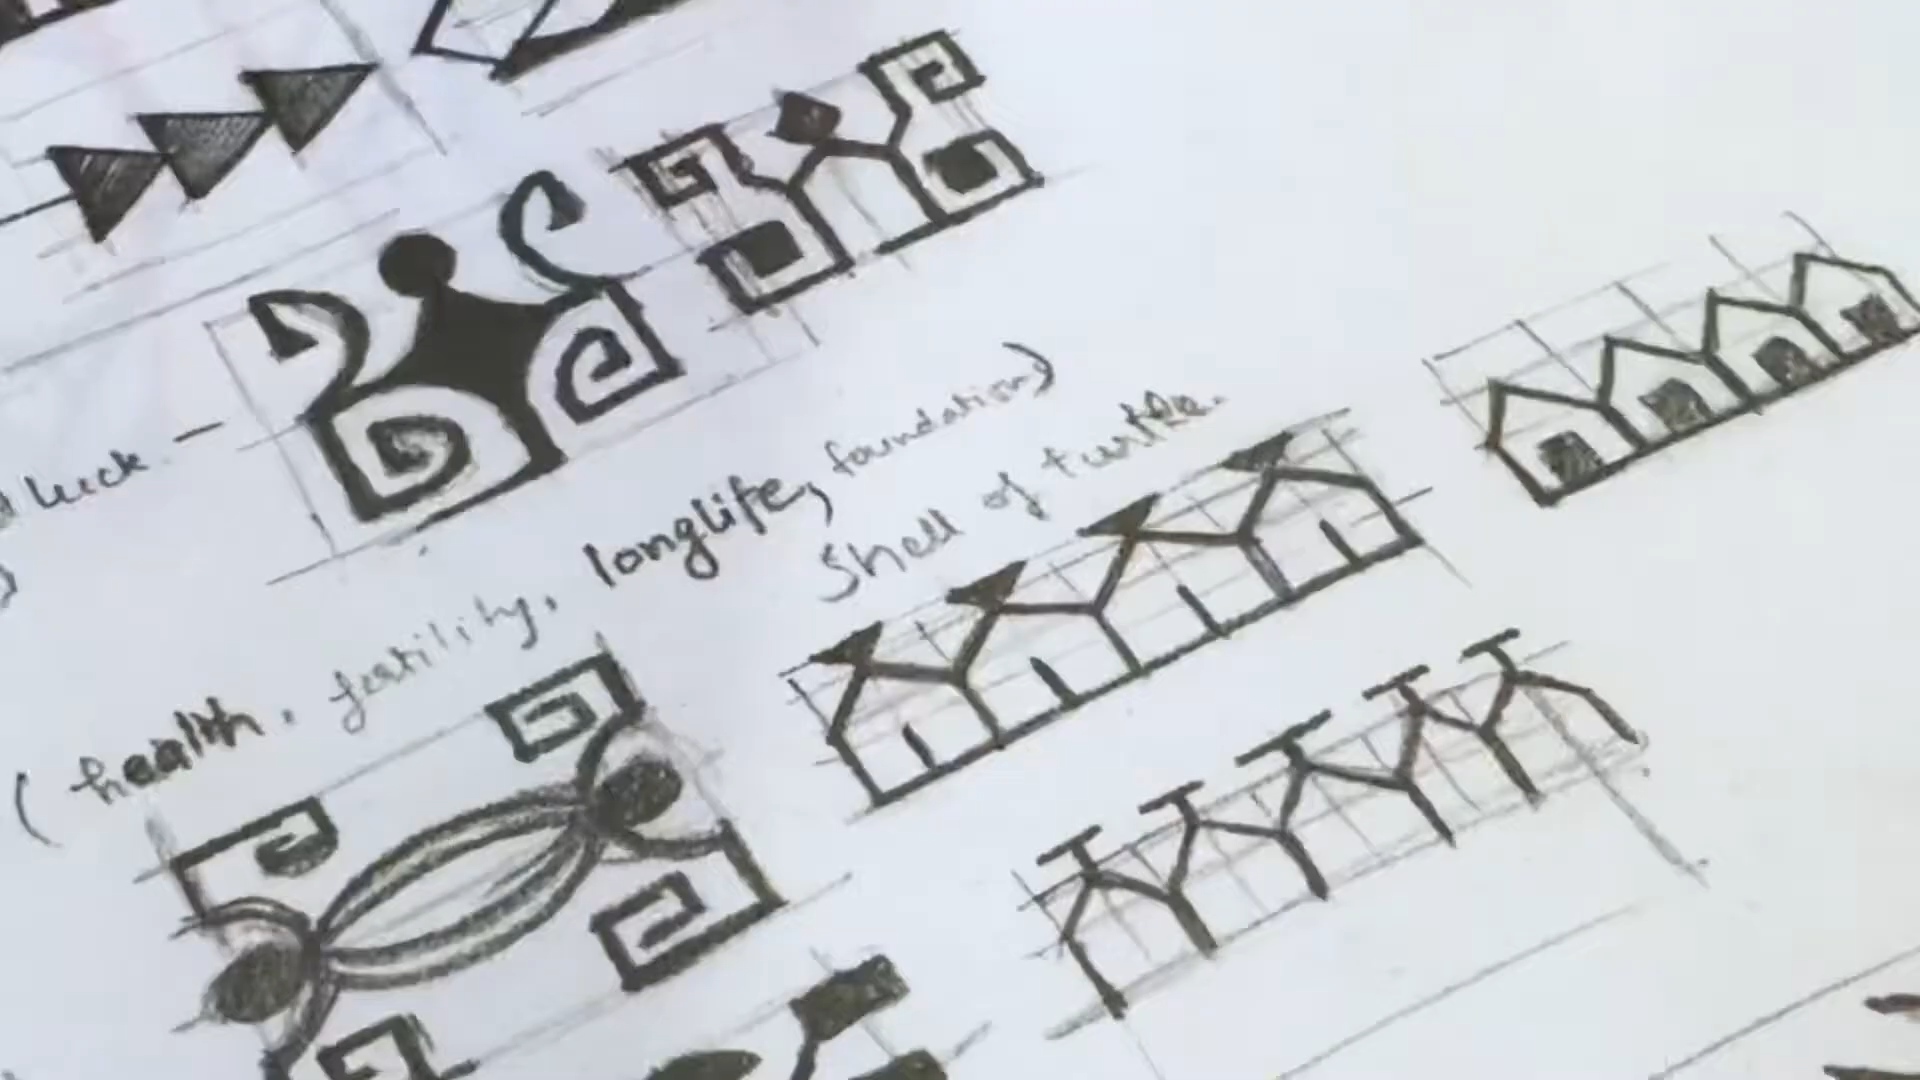 luck -
(health, fertility, longlife, foundation)
Shell of turtle.